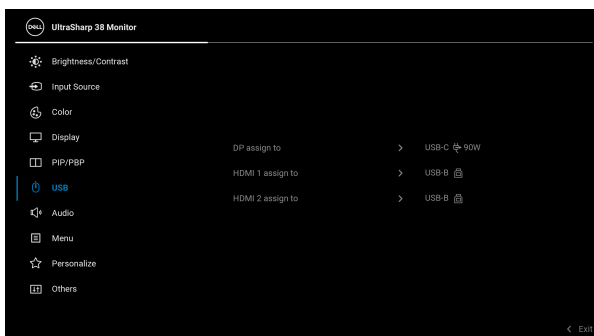 DELL UltraSharp 38 Monitor
Brightness/Contrast
Input Source
Color
Display
DP assign to > USB-C 90W
PIP/PBP
HDMI 1 assign to > USB-B
USB
HDMI 2 assign to > USB-B
Audio
Menu
Personalize
Others
< Exit